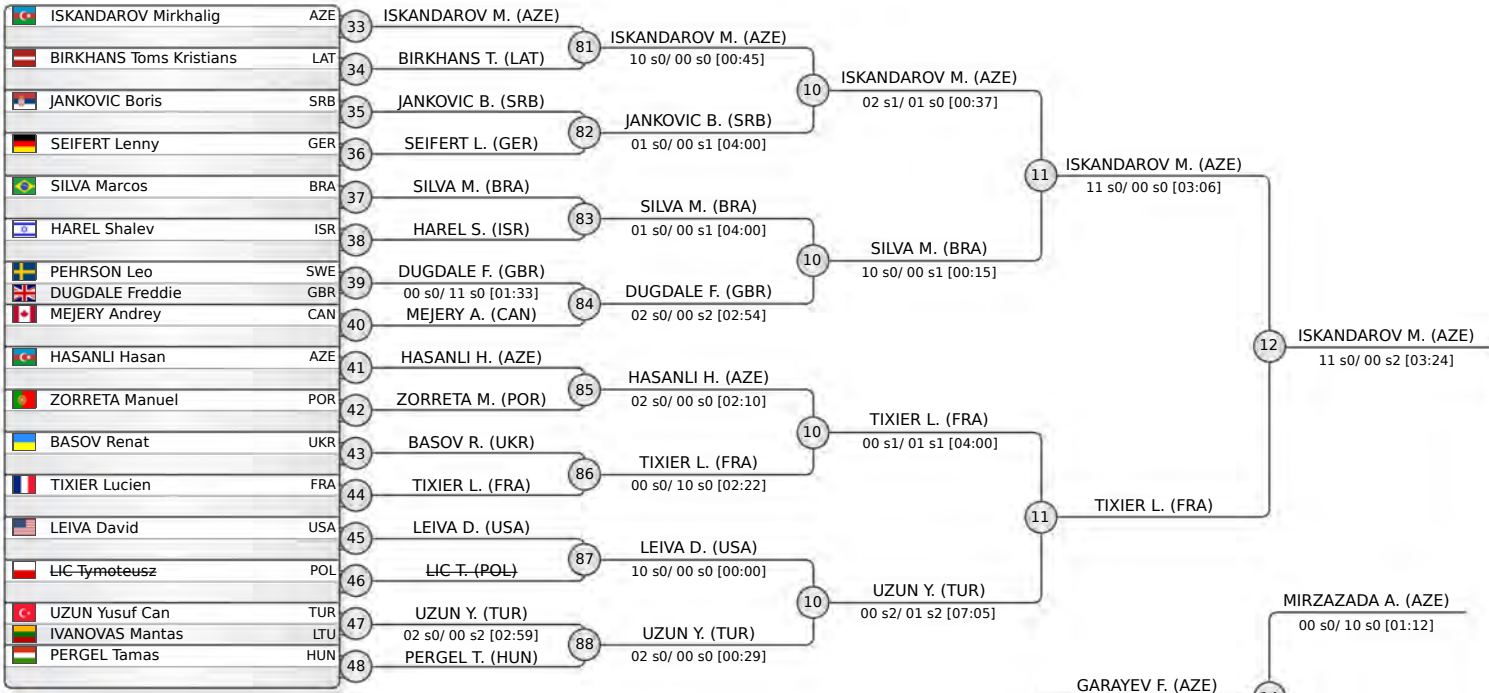 ISKANDAROV Mirkhalig AZE
BIRKHANS Toms Kristians LAT
JANKOVIC Boris SRB
SEIFERT Lenny GER
SILVA Marcos BRA
HAREL Shalev ISR
PEHRSON Leo SWE
DUGDALE Freddie GBR
MEJERY Andrey CAN
HASANLI Hasan AZE
ZORRETA Manuel POR
BASOV Renat UKR
TIXIER Lucien FRA
LEIVA David USA
LIC Tymoteusz POL
UZUN Yusuf Can TUR
IVANOVAS Mantas LTU
PERGEL Tamas HUN
33 ISKANDAROV M. (AZE)
34 BIRKHANS T. (LAT)
35 JANKOVIC B. (SRB)
36 SEIFERT L. (GER)
37 SILVA M. (BRA)
38 HAREL S. (ISR)
39 DUGDALE F. (GBR)
00 s0/ 11 s0 [01:33]
40 MEJERY A. (CAN)
41 HASANLI H. (AZE)
42 ZORRETA M. (POR)
43 BASOV R. (UKR)
44 TIXIER L. (FRA)
45 LEIVA D. (USA)
46 LIC T. (POL)
47 UZUN Y. (TUR)
02 s0/ 00 s2 [02:59]
48 PERGEL T. (HUN)
81 ISKANDAROV M. (AZE)
10 s0/ 00 s0 [00:45]
82 JANKOVIC B. (SRB)
01 s0/ 00 s1 [04:00]
83 SILVA M. (BRA)
01 s0/ 00 s1 [04:00]
84 DUGDALE F. (GBR)
02 s0/ 00 s2 [02:54]
85 HASANLI H. (AZE)
02 s0/ 00 s0 [02:10]
86 TIXIER L. (FRA)
00 s0/ 10 s0 [02:22]
87 LEIVA D. (USA)
10 s0/ 00 s0 [00:00]
88 UZUN Y. (TUR)
02 s0/ 00 s0 [00:29]
10 ISKANDAROV M. (AZE)
02 s1/ 01 s0 [00:37]
10 SILVA M. (BRA)
10 s0/ 00 s1 [00:15]
10 TIXIER L. (FRA)
00 s1/ 01 s1 [04:00]
10 UZUN Y. (TUR)
00 s2/ 01 s2 [07:05]
11 ISKANDAROV M. (AZE)
11 s0/ 00 s0 [03:06]
11 TIXIER L. (FRA)
12 ISKANDAROV M. (AZE)
11 s0/ 00 s2 [03:24]
MIRZAZADA A. (AZE)
00 s0/ 10 s0 [01:12]
GARAYEV F. (AZE)